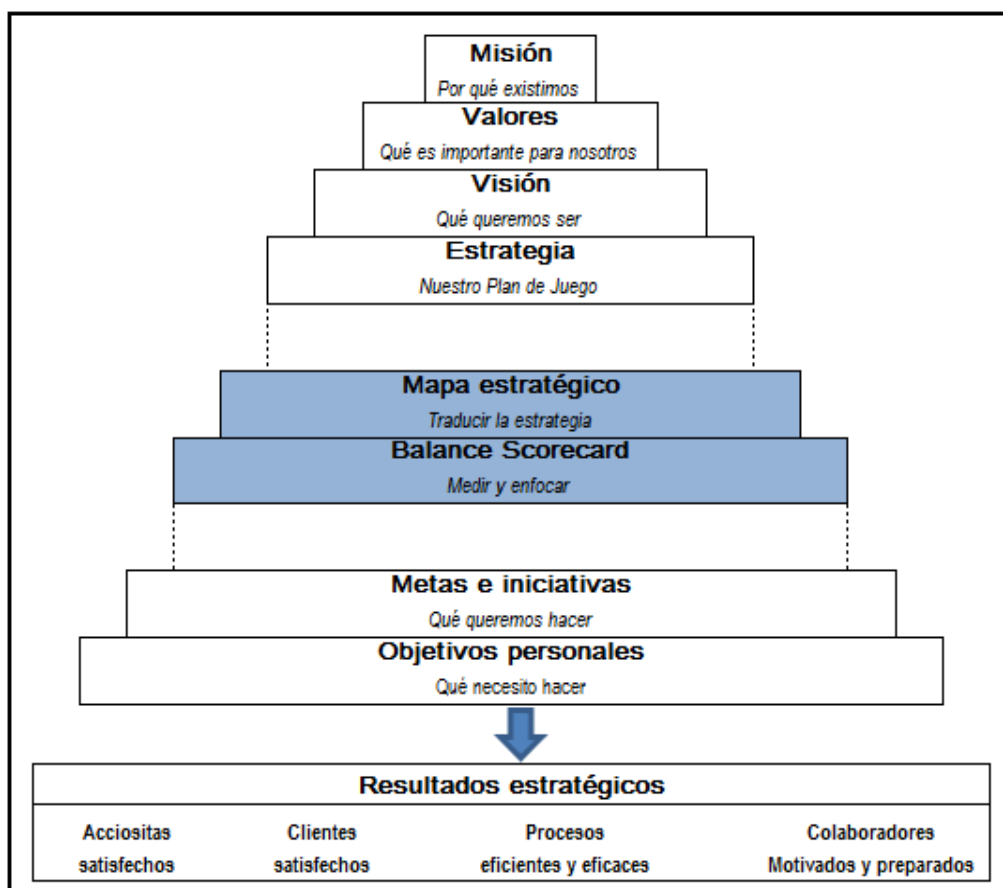 Misión
Por qué existimos
Valores
Qué es importante para nosotros
Visión
Qué queremos ser
Estrategia
Nuestro Plan de Juego
Mapa estratégico
Traducir la estrategia
Balance Scorecard
Medir y enfocar
Metas e iniciativas
Qué queremos hacer
Objetivos personales
Qué necesito hacer
Resultados estratégicos
Acciositas
satisfechos
Clientes
satisfechos
Procesos
eficientes y eficaces
Colaboradores
Motivados y preparados